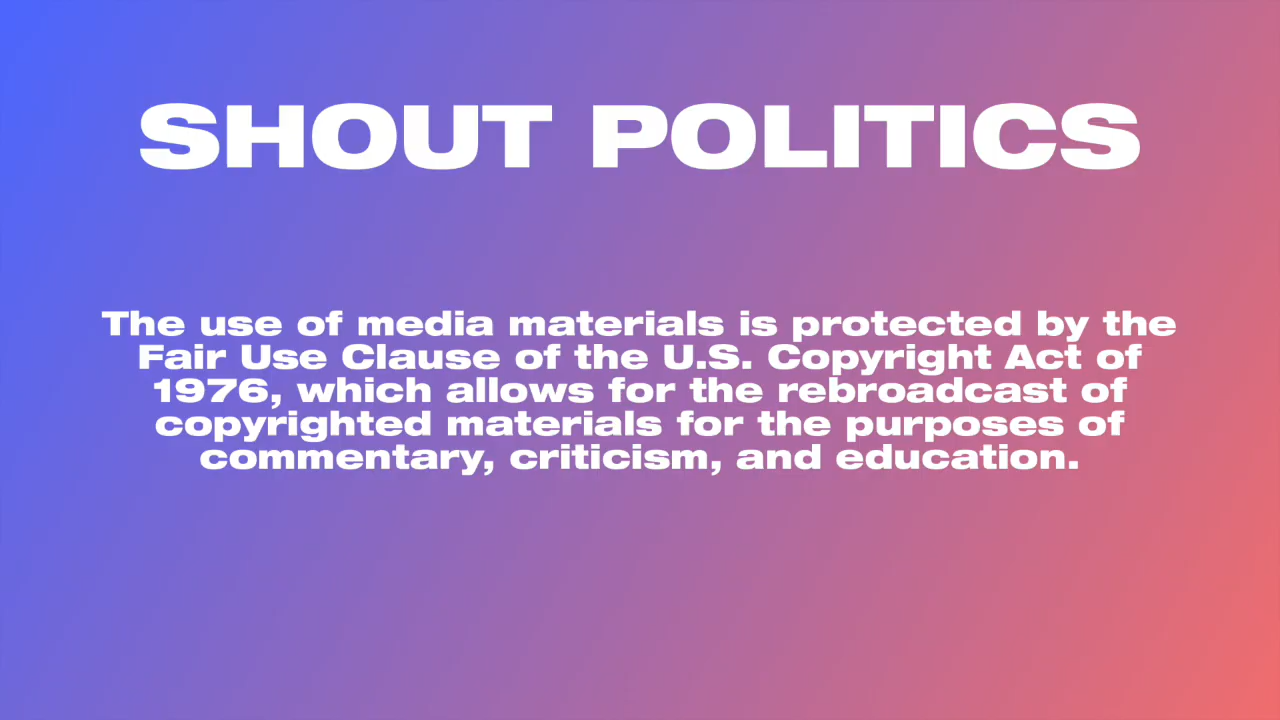 SHOUT POLITICS
The use of media materials is protected by the
Fair Use Clause of the U.S. Copyright Act of
1976, which allows for the rebroadcast of
copyrighted materials for the purposes of
commentary, criticism, and education.